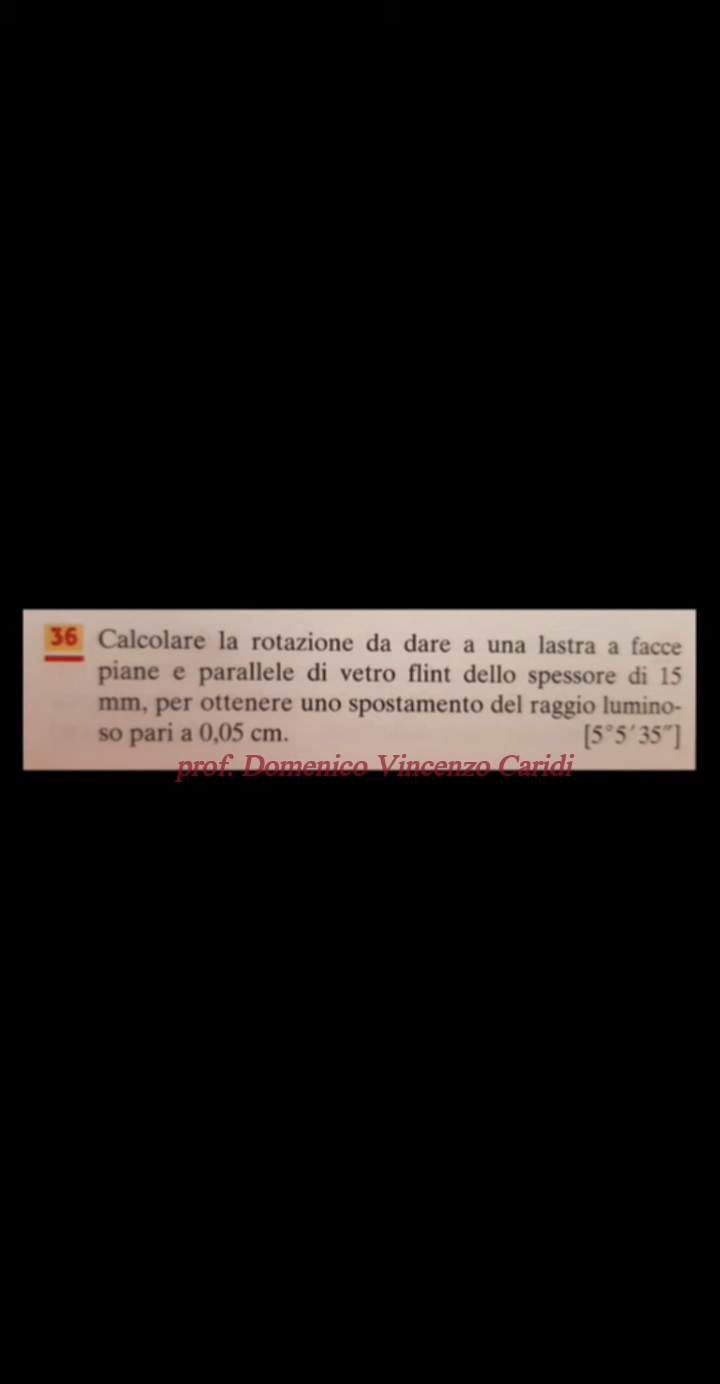 36 Calcolare la rotazione da dare a una lastra a facce
piane e parallele di vetro flint dello spessore di 15
mm, per ottenere uno spostamento del raggio lumino-
so pari a 0,05 cm. [5°5′35″]
prof. Domenico Vincenzo Caridi